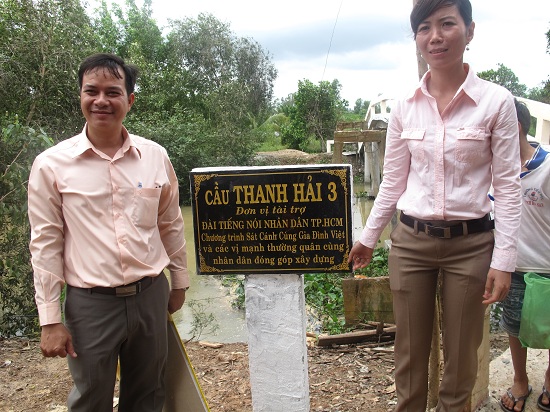 CẦU THANH HẢI 3
Đơn vị tài trợ
ĐÀI TIẾNG NÓI NHÂN DÂN TP.HCM
Chương trình Sát Cánh Cùng Gia Đình Việt
và các vị mạnh thường quân cùng
nhân dân đóng góp xây dựng